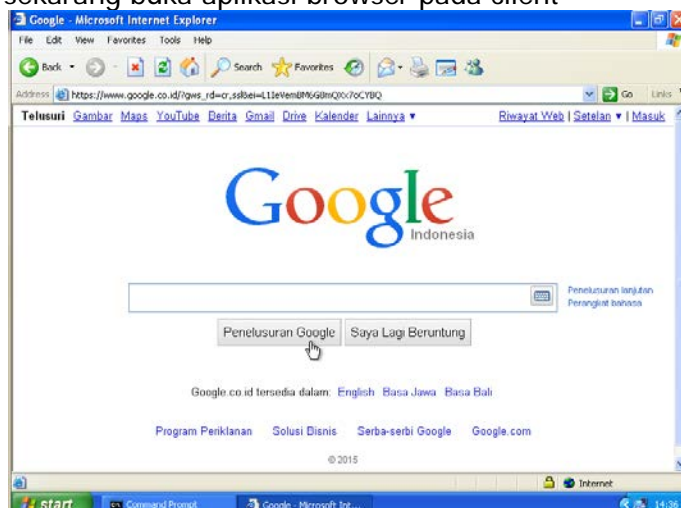 sekarang buka aplikasi browser pada client
Google - Microsoft Internet Explorer
File Edit View Favorites Tools Help
Back Search Favorites
Address https://www.google.co.id/?gws_rd=cr,ssl&ei= Go Links
Telusuri Gambar Maps YouTube Berita Gmail Drive Kalender Lainnya ▼ Riwayat Web | Setelan ▼ | Masuk
Google
Indonesia
Penelusuran lanjutan
Perangkat bahasa
Penelusuran Google Saya Lagi Beruntung
Google.co.id tersedia dalam: English Basa Jawa Basa Bali
Program Periklanan Solusi Bisnis Serba-serbi Google Google.com
© 2015
Internet
start Command Prompt Google - Microsoft Int... 14:36